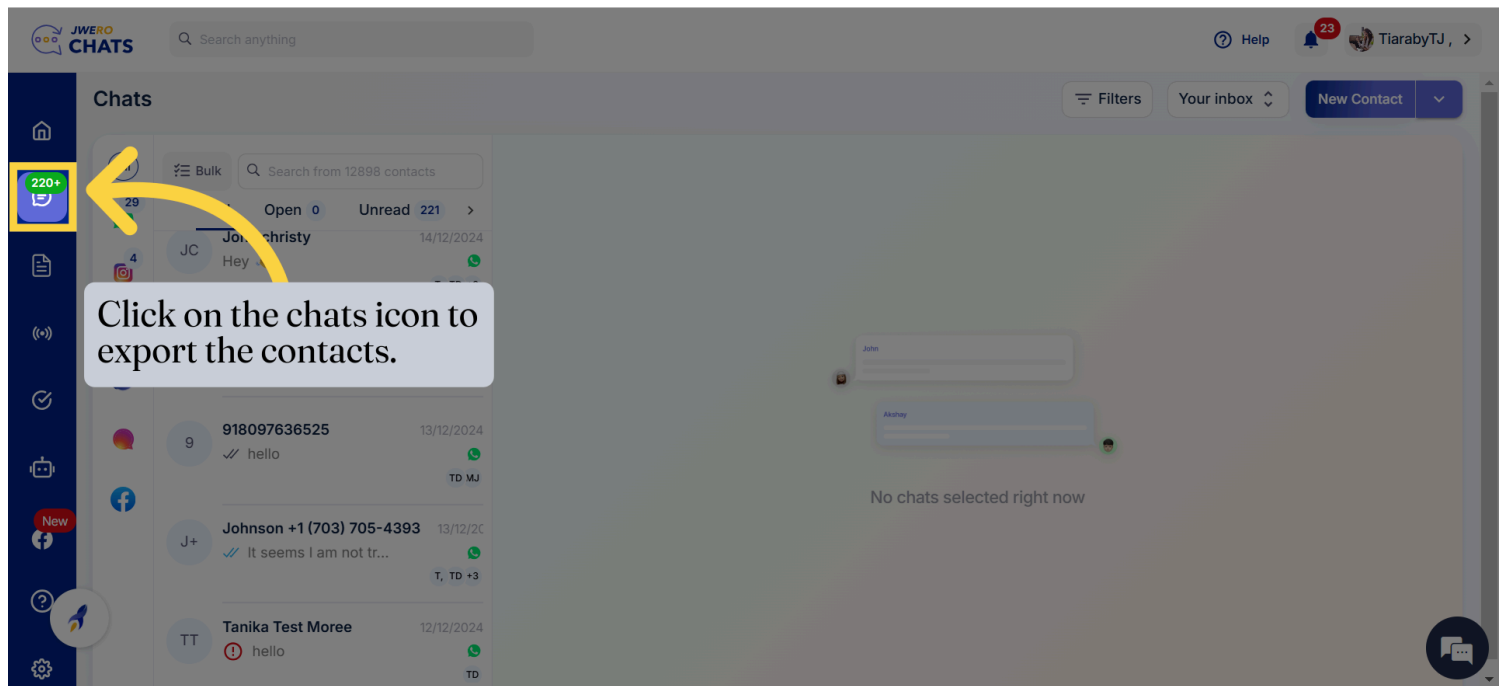 JWERO
CHATS
Search anything
Help
23
TiarabyTJ ,
Chats
Filters
Your inbox
New Contact
220+
29
Bulk
Search from 12898 contacts
Open 0
Unread 221
4
JC
christy
14/12/2024
Hey
Click on the chats icon to
export the contacts.
9
918097636525
13/12/2024
hello
TD MJ
New
J+
Johnson +1 (703) 705-4393
13/12/20
It seems I am not tr...
T, TD +3
TT
Tanika Test Moree
12/12/2024
hello
TD
John
Akshay
No chats selected right now